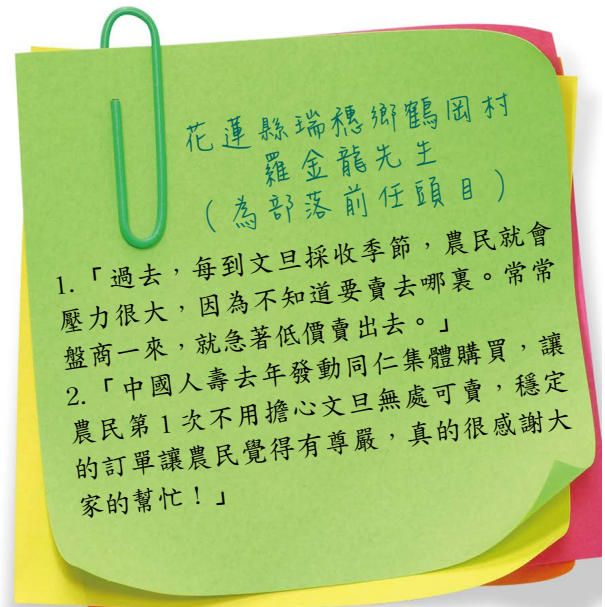 花蓮縣瑞穗鄉鶴岡村
羅金龍先生
(為部落前任頭目)
1.「過去，每到文旦採收季節，農民就會
壓力很大，因為不知道要賣去哪裏。常常
盤商一來，就急著低價賣出去。」
2.「中國人壽去年發動同仁集體購買，讓
農民第1次不用擔心文旦無處可賣，穩定
的訂單讓農民覺得有尊嚴，真的很感謝大
家的幫忙！」